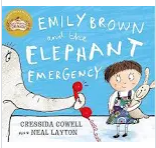 EMILY BROWN
and the
ELEPHANT
EMERGENCY
CRESSIDA COWELL
AND NEAL LAYTON